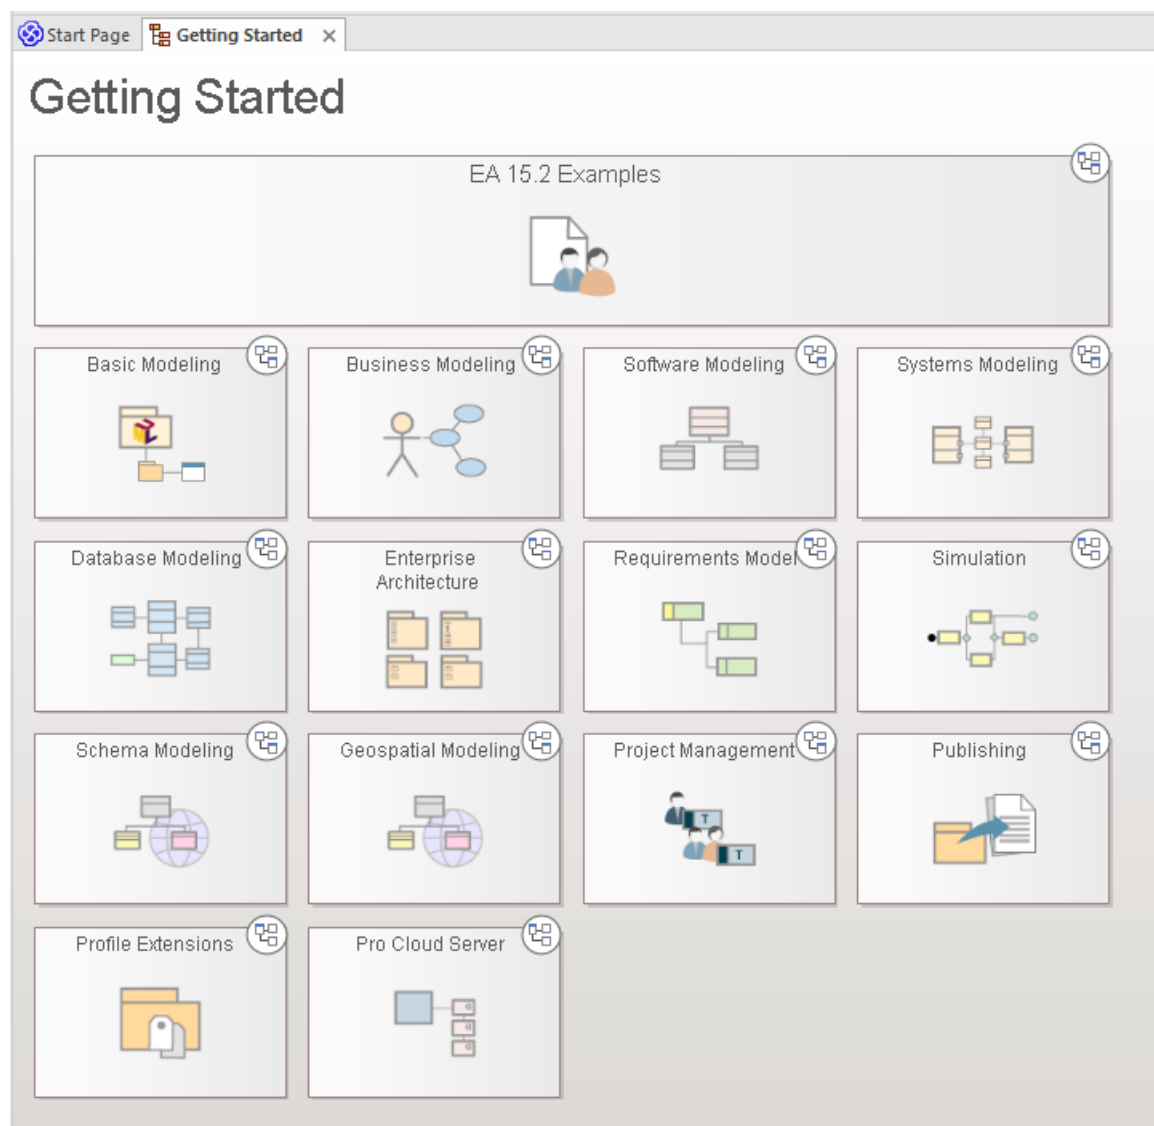 Start Page
Getting Started
Getting Started
EA 15.2 Examples
Basic Modeling
Business Modeling
Software Modeling
Systems Modeling
Database Modeling
Enterprise
Architecture
Requirements Model
Simulation
Schema Modeling
Geospatial Modeling
Project Management
T
T
Publishing
Profile Extensions
Pro Cloud Server